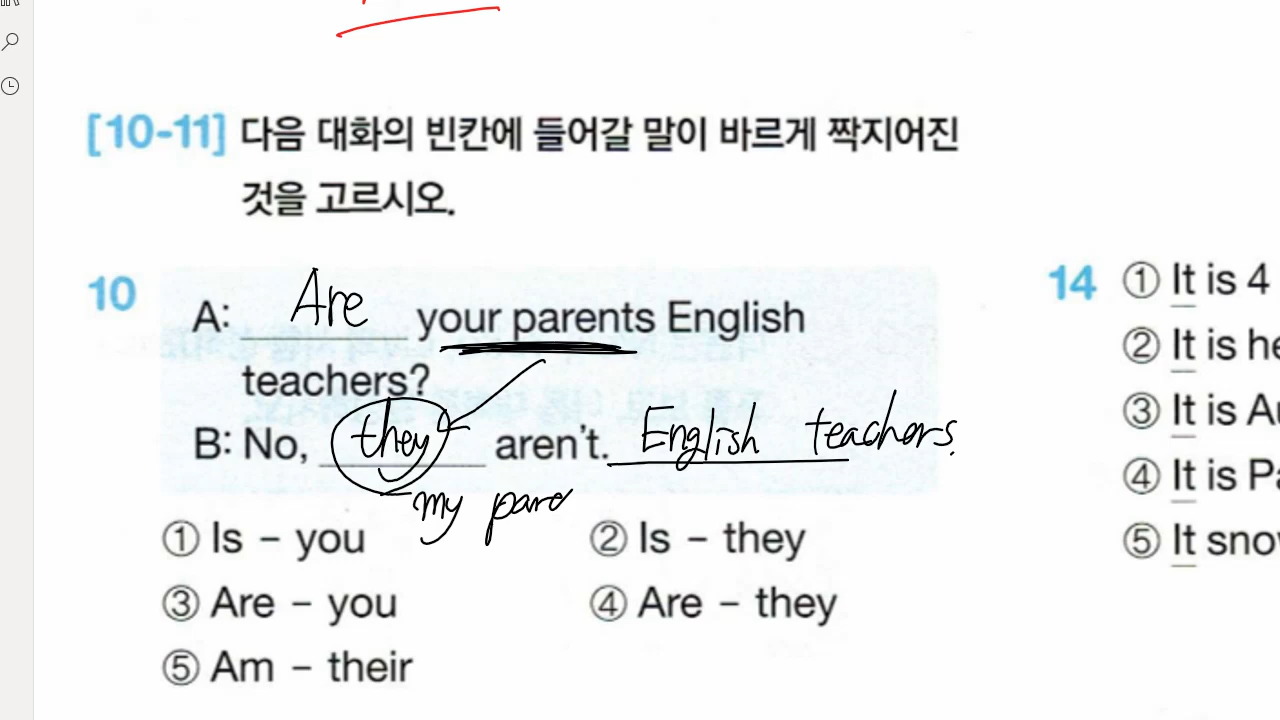 [10-11] 다음 대화의 빈칸에 들어갈 말이 바르게 짝지어진
것을 고르시오.
10
A: Are your parents English
teachers?
B: No, they aren't. English teachers.
my pare
① Is – you
② Is – they
③ Are – you
④ Are – they
⑤ Am – their
14
① It is 4
② It is he
③ It is Au
④ It is Pa
⑤ It snow